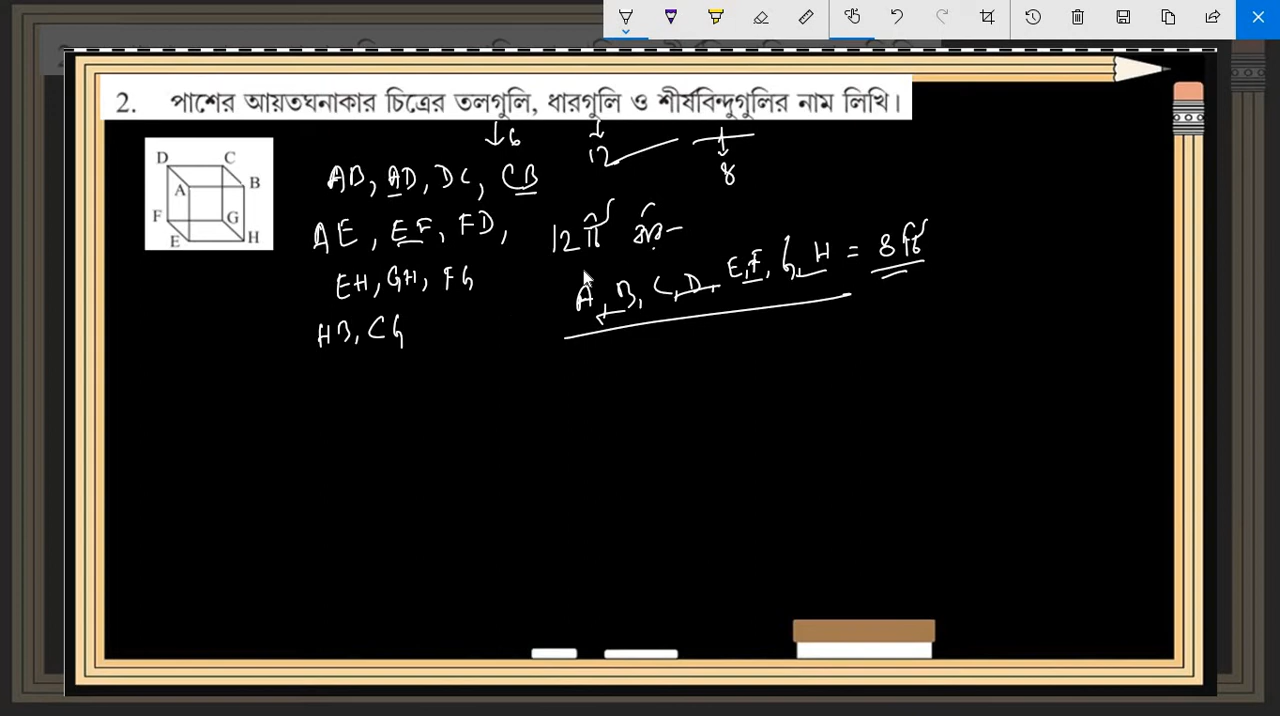 2. পাশের আয়তঘনাকার চিত্রের তলগুলি, ধারগুলি ও শীর্ষবিন্দুগুলির নাম লিখি।
6 12 8
D C
A B
F G
E H
AB, AD, DC, CB
AE, EF, FD,
EH, GH, FG
HB, CG
12টি
A, B, C, D, E, F, G, H = 8টি